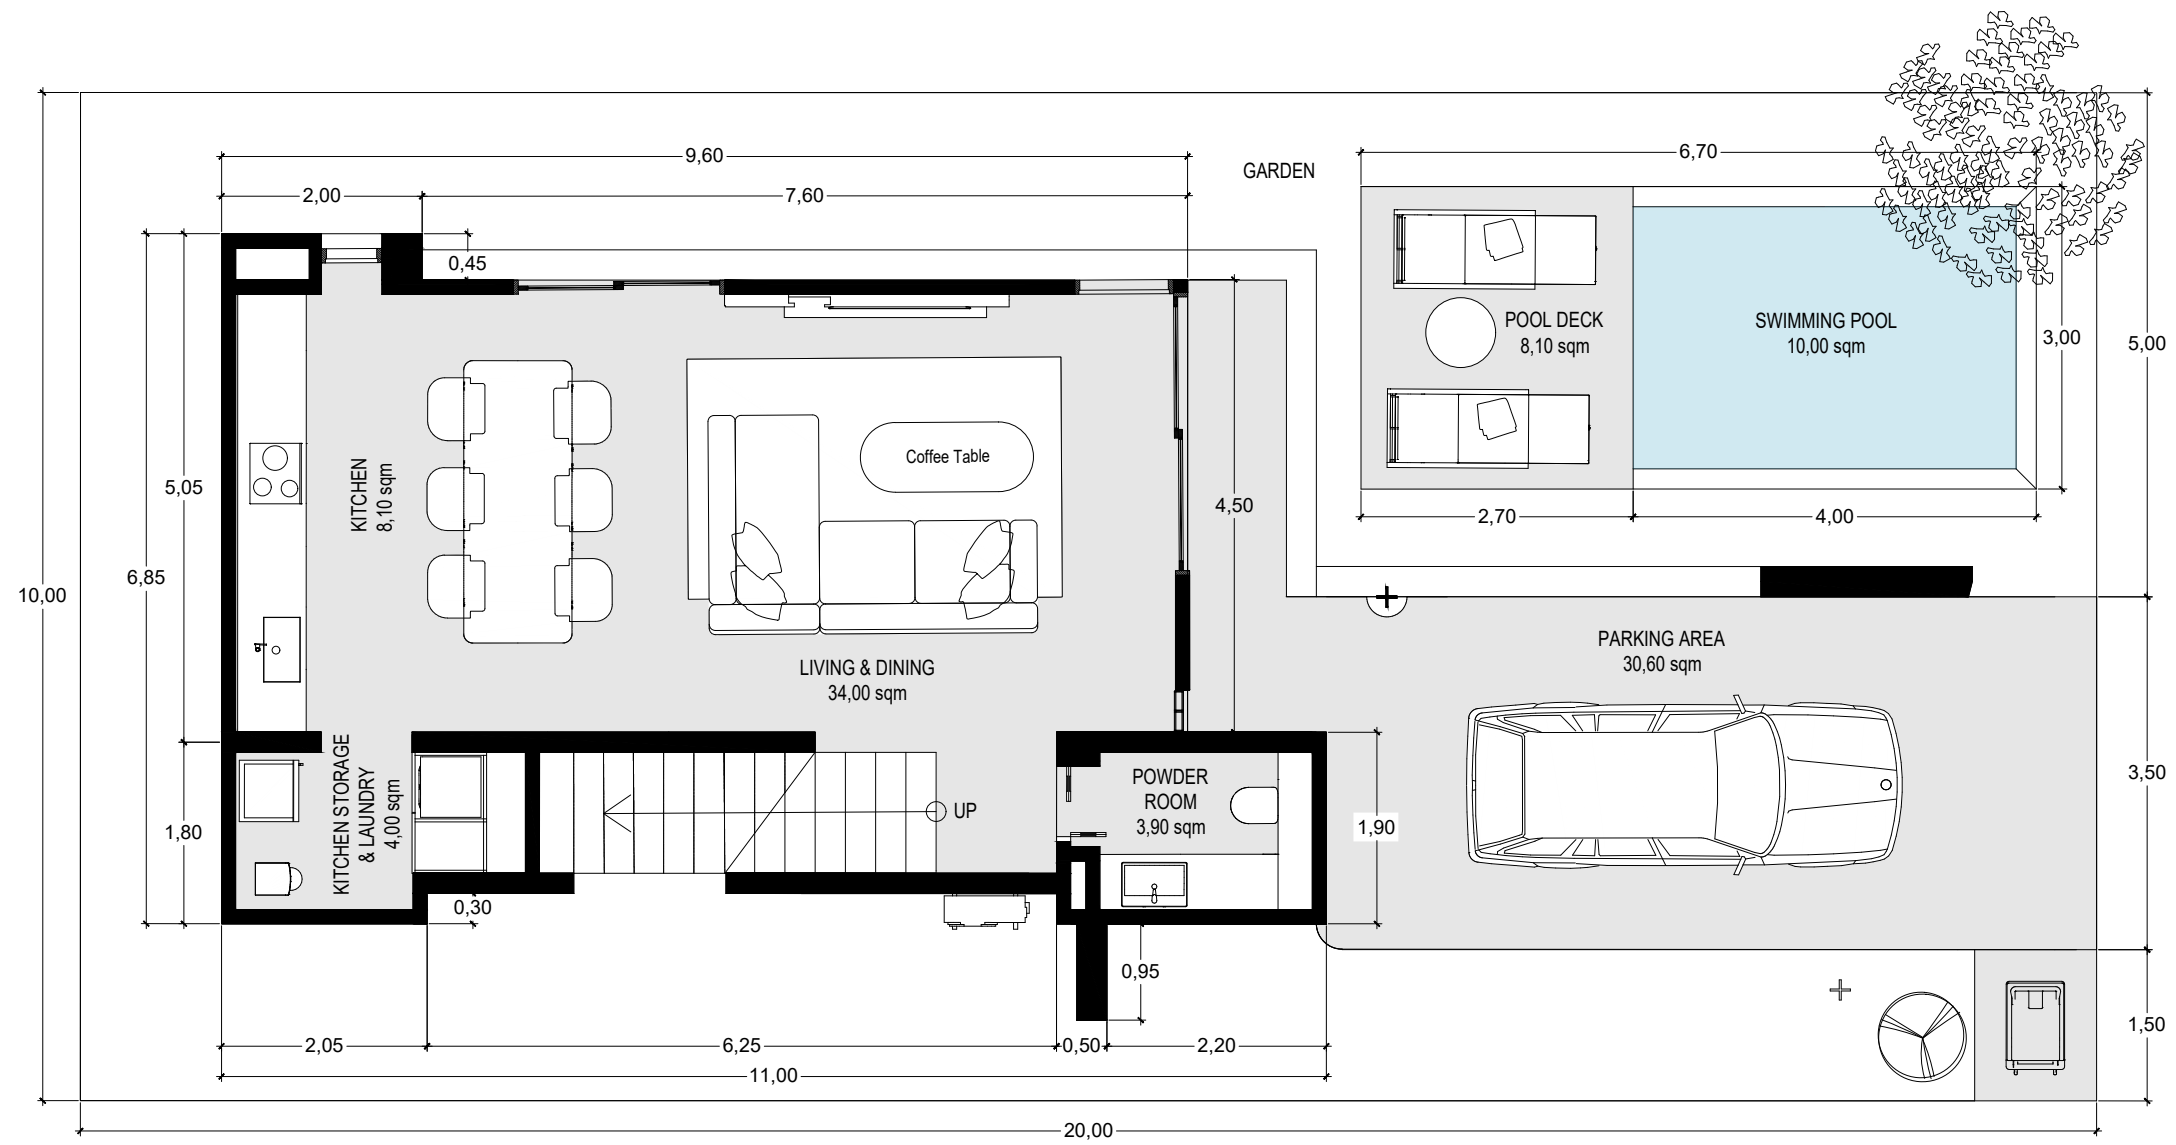 9,60
GARDEN
6,70
2,00
7,60
0,45
POOL DECK
8,10 sqm
SWIMMING POOL
10,00 sqm
3,00
5,00
Coffee Table
KITCHEN
8,10 sqm
5,05
4,50
2,70
4,00
6,85
10,00
LIVING & DINING
34,00 sqm
PARKING AREA
30,60 sqm
KITCHEN STORAGE
& LAUNDRY
4,00 sqm
POWDER
ROOM
3,90 sqm
UP
1,80
1,90
3,50
0,30
0,95
1,50
2,05
6,25
0,50
2,20
11,00
20,00